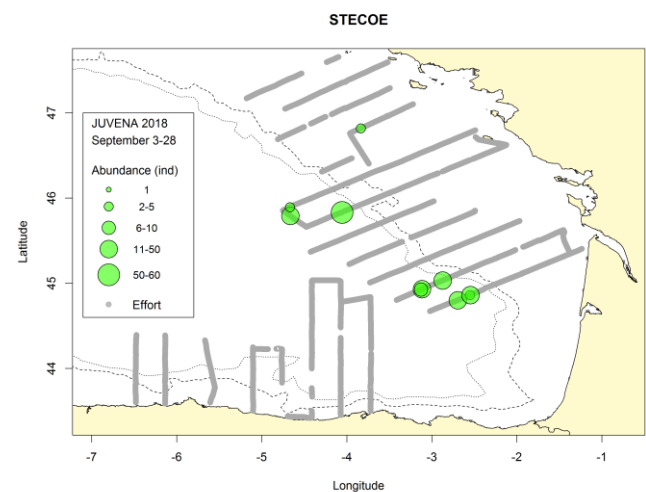 STECOE
47
46
45
44
Latitude
JUVENA 2018
September 3-28
Abundance (ind)
1
2-5
6-10
11-50
50-60
Effort
-7 -6 -5 -4 -3 -2 -1
Longitude